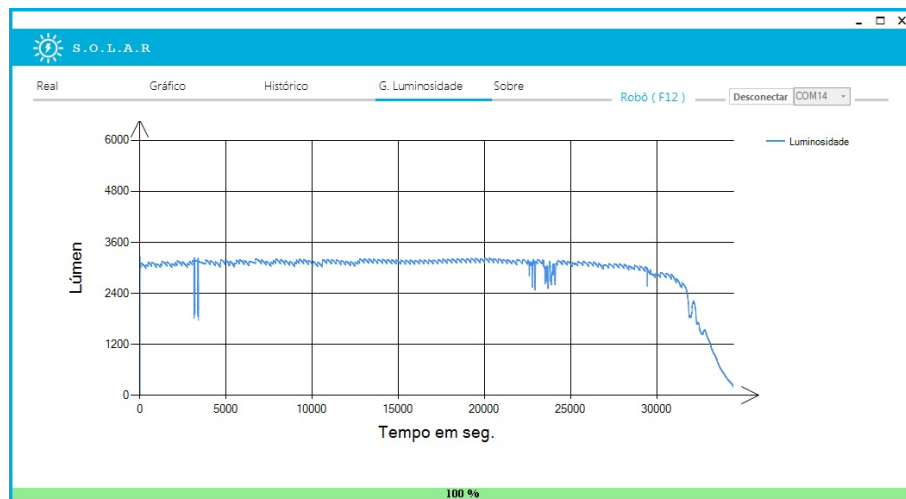 S.O.L.A.R
Real Gráfico Histórico G. Luminosidade Sobre
Robô ( F12 ) Desconectar COM14
6000
4800
3600
2400
1200
0
Lúmen
Luminosidade
0 5000 10000 15000 20000 25000 30000
Tempo em seg.
100 %